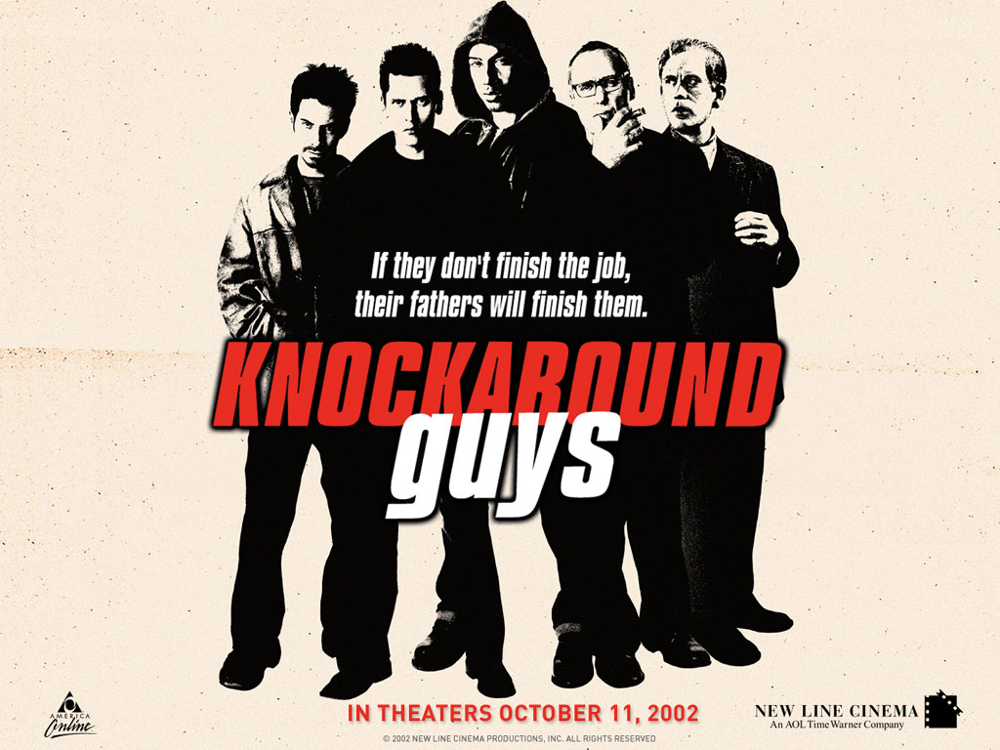 If they don't finish the job,
their fathers will finish them.
KNOCKAROUND
guys
IN THEATERS OCTOBER 11, 2002
© 2002 NEW LINE CINEMA PRODUCTIONS, INC. ALL RIGHTS RESERVED
AMERICA
Online
NEW LINE CINEMA
An AOL Time Warner Company